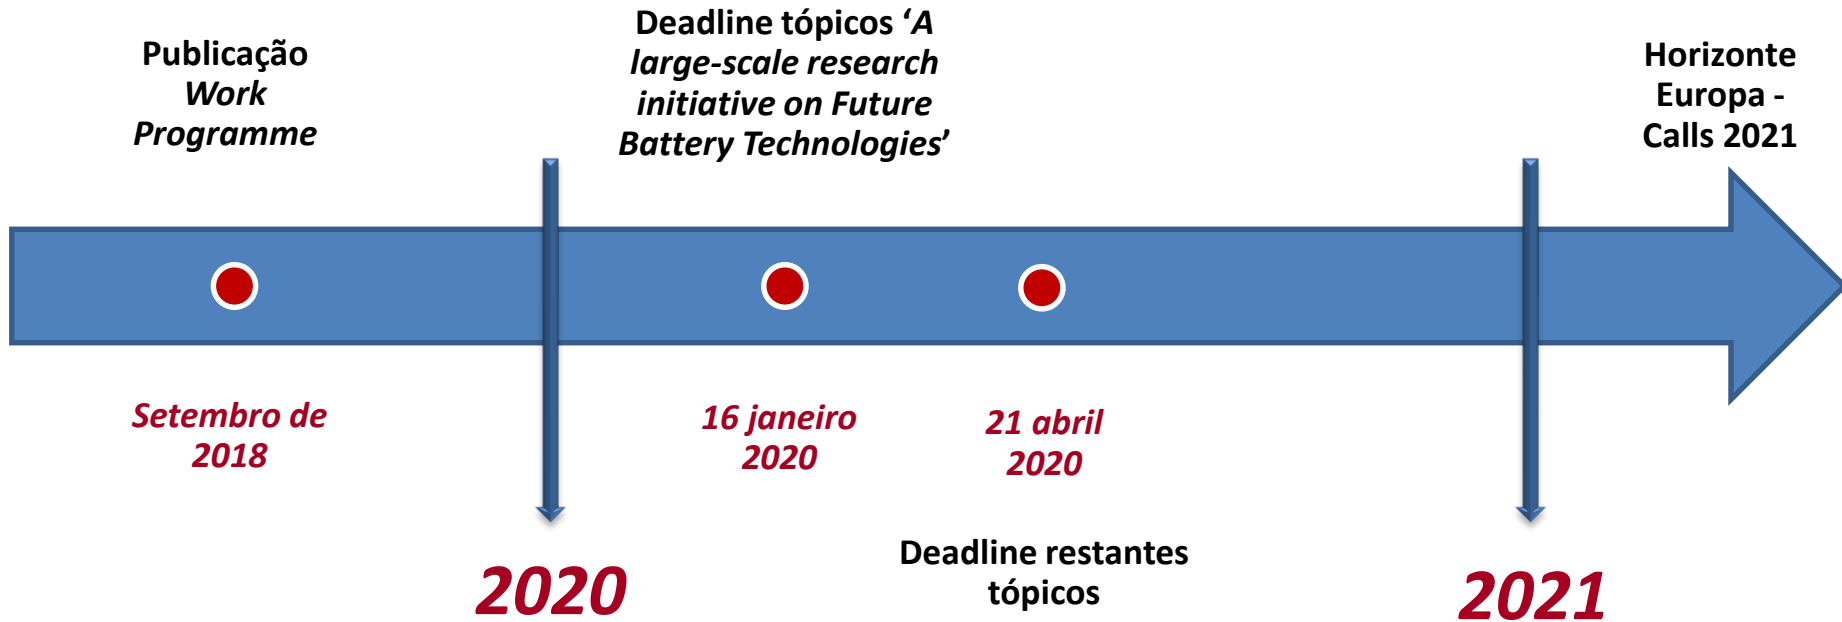 Publicação
Work
Programme
Deadline tópicos ‘A
large-scale research
initiative on Future
Battery Technologies’
Horizonte
Europa -
Calls 2021
Setembro de
2018
16 janeiro
2020
21 abril
2020
Deadline restantes
tópicos
2020
2021